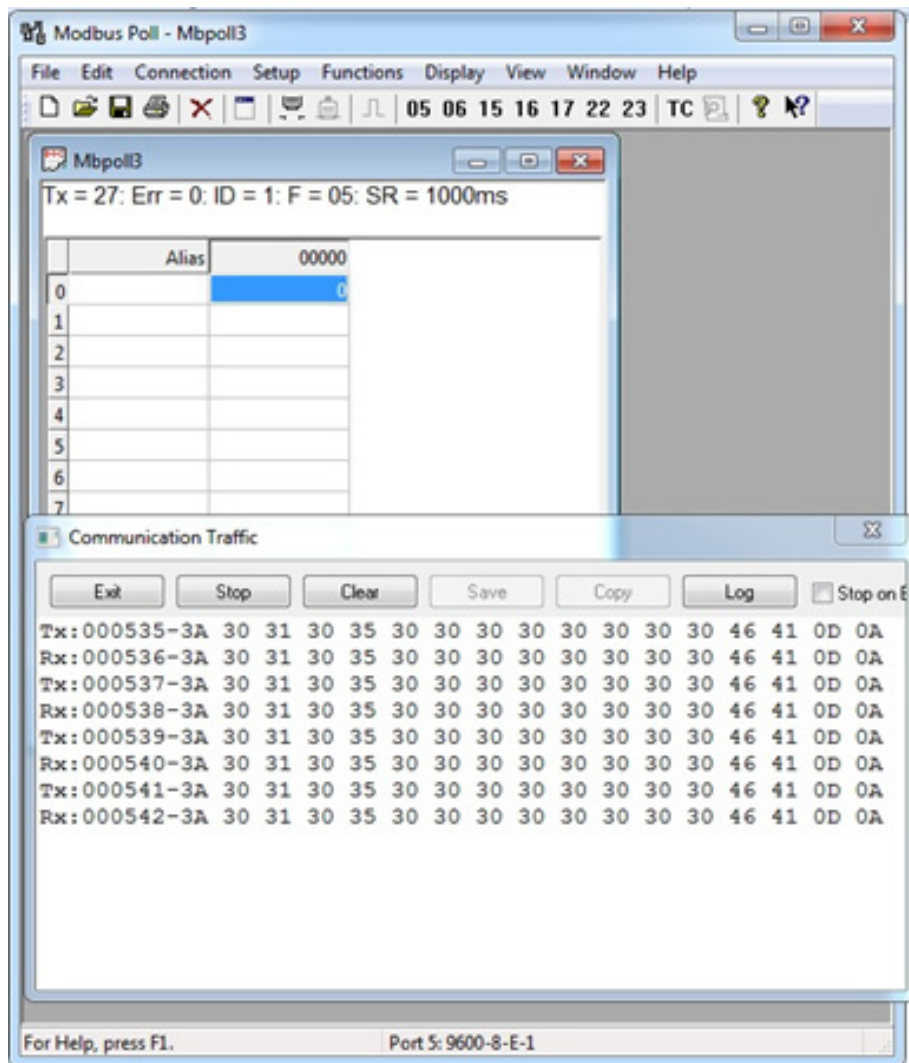 Modbus Poll - Mbpoll3
File Edit Connection Setup Functions Display View Window Help
05 06 15 16 17 22 23 TC
Mbpoll3
Tx = 27: Err = 0: ID = 1: F = 05: SR = 1000ms
Alias 00000
0 0
1
2
3
4
5
6
7
Communication Traffic
Exit Stop Clear Save Copy Log Stop on E
Tx:000535-3A 30 31 30 35 30 30 30 30 30 30 30 30 46 41 0D 0A
Rx:000536-3A 30 31 30 35 30 30 30 30 30 30 30 30 46 41 0D 0A
Tx:000537-3A 30 31 30 35 30 30 30 30 30 30 30 30 46 41 0D 0A
Rx:000538-3A 30 31 30 35 30 30 30 30 30 30 30 30 46 41 0D 0A
Tx:000539-3A 30 31 30 35 30 30 30 30 30 30 30 30 46 41 0D 0A
Rx:000540-3A 30 31 30 35 30 30 30 30 30 30 30 30 46 41 0D 0A
Tx:000541-3A 30 31 30 35 30 30 30 30 30 30 30 30 46 41 0D 0A
Rx:000542-3A 30 31 30 35 30 30 30 30 30 30 30 30 46 41 0D 0A
For Help, press F1. Port 5: 9600-8-E-1